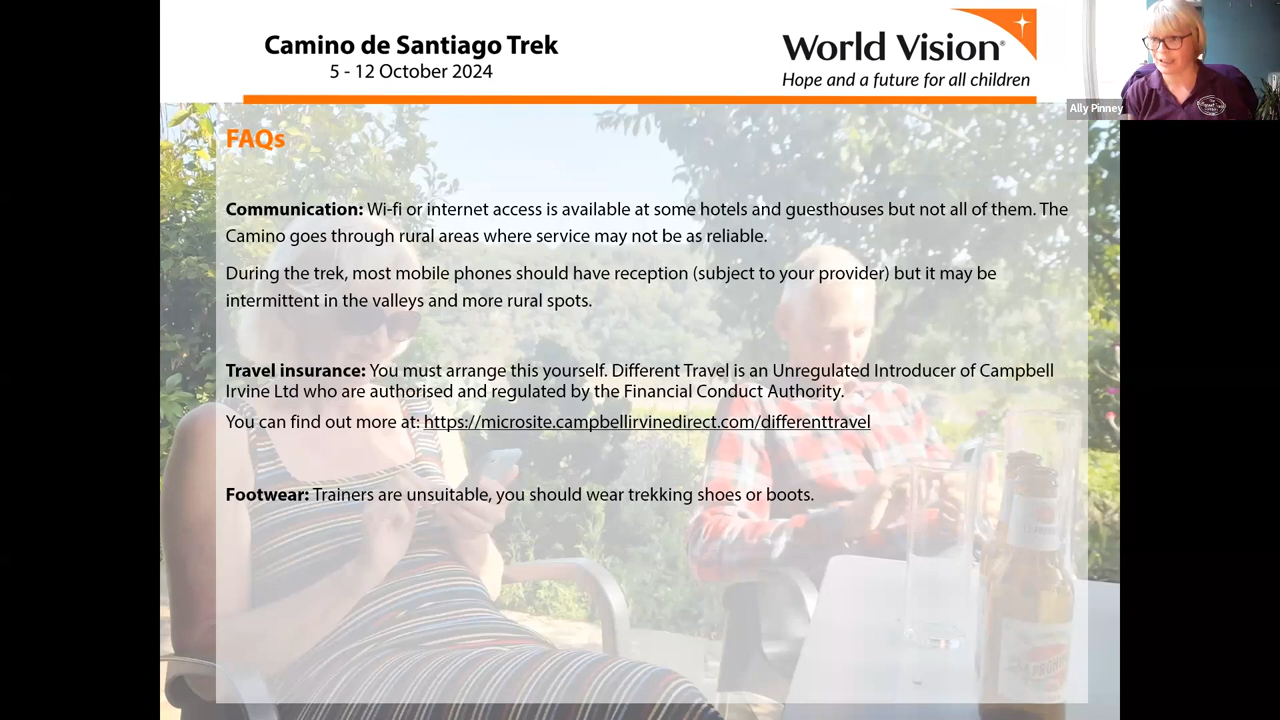 Camino de Santiago Trek
5 - 12 October 2024
World Vision®
Hope and a future for all children
Ally Pinney
FAQs
Communication: Wi-fi or internet access is available at some hotels and guesthouses but not all of them. The
Camino goes through rural areas where service may not be as reliable.
During the trek, most mobile phones should have reception (subject to your provider) but it may be
intermittent in the valleys and more rural spots.
Travel insurance: You must arrange this yourself. Different Travel is an Unregulated Introducer of Campbell
Irvine Ltd who are authorised and regulated by the Financial Conduct Authority.
You can find out more at: https://microsite.campbellirvinedirect.com/differenttravel
Footwear: Trainers are unsuitable, you should wear trekking shoes or boots.